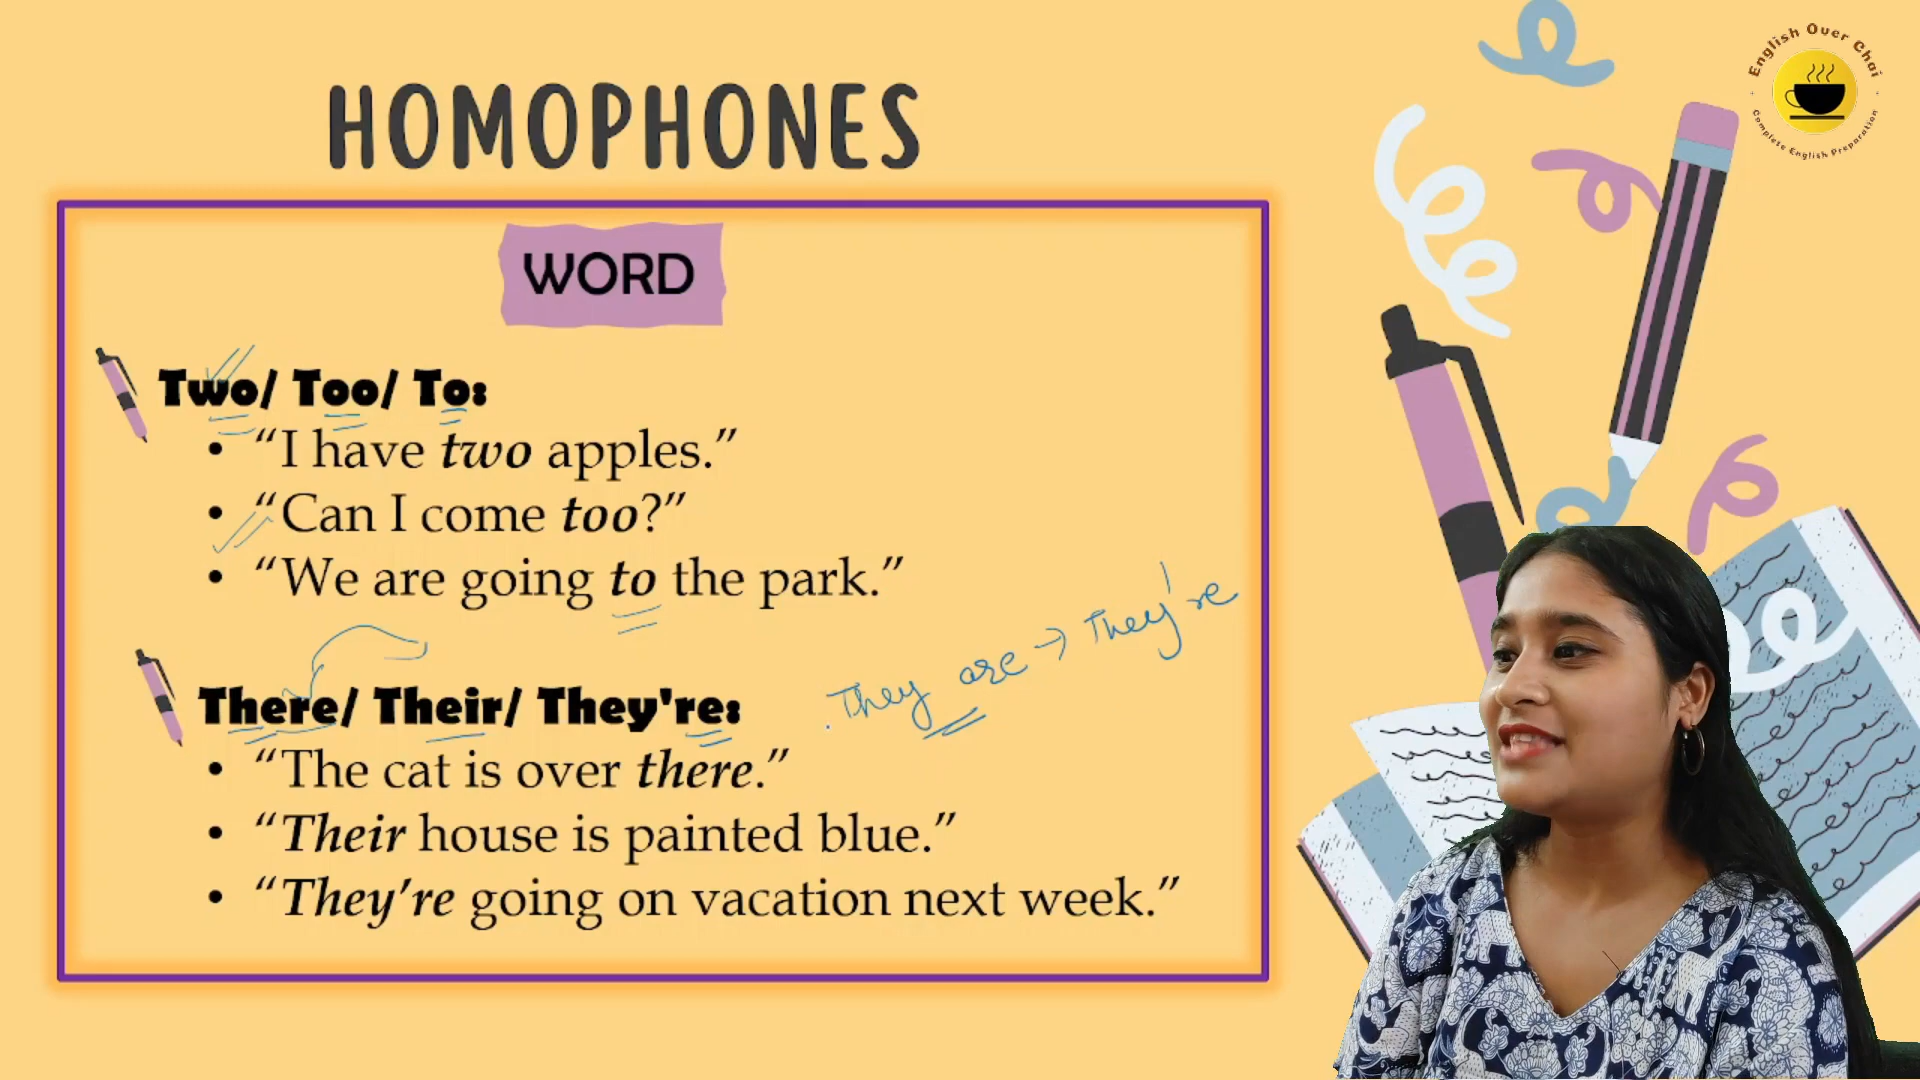 English Over Chai
Complete English Preparation
HOMOPHONES
WORD
Two/ Too/ To:
• “I have two apples.”
• “Can I come too?”
• “We are going to the park.”
They are → They're
There/ Their/ They're:
• “The cat is over there.”
• “Their house is painted blue.”
• “They’re going on vacation next week.”